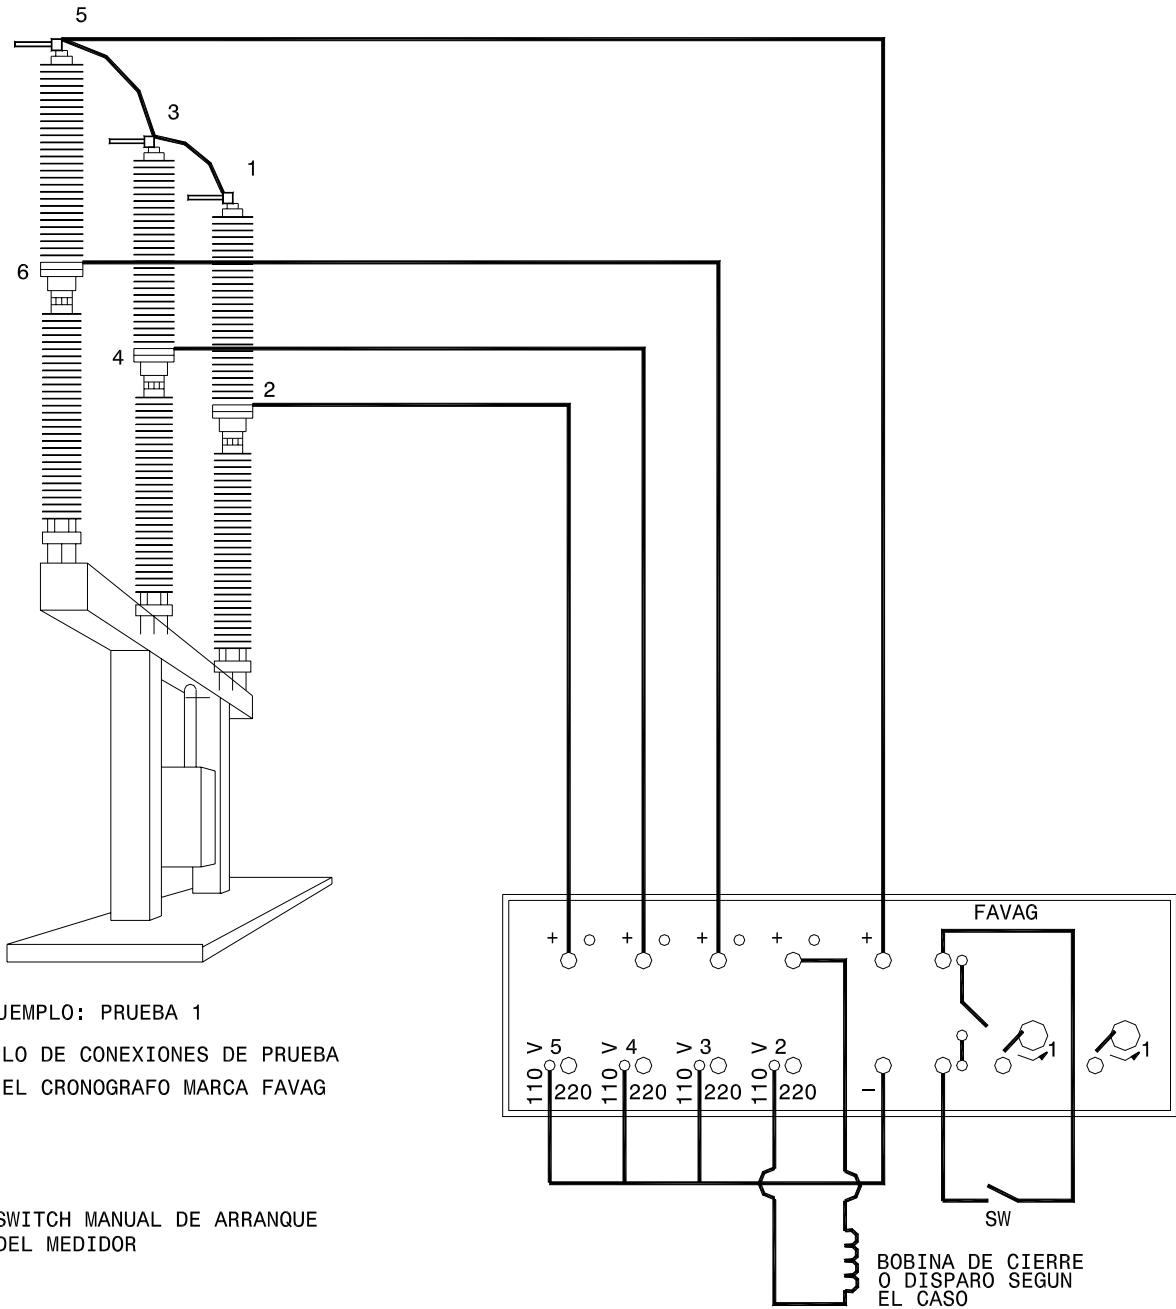 5
3
1
6
4
2
FAVAG
+ + + + +
1 1
V 5 V 4 V 3 V 2
110 220 110 220 110 220 110 220 –
JEMPLO: PRUEBA 1
LO DE CONEXIONES DE PRUEBA
EL CRONOGRAFO MARCA FAVAG
SWITCH MANUAL DE ARRANQUE
DEL MEDIDOR
SW
BOBINA DE CIERRE
O DISPARO SEGUN
EL CASO